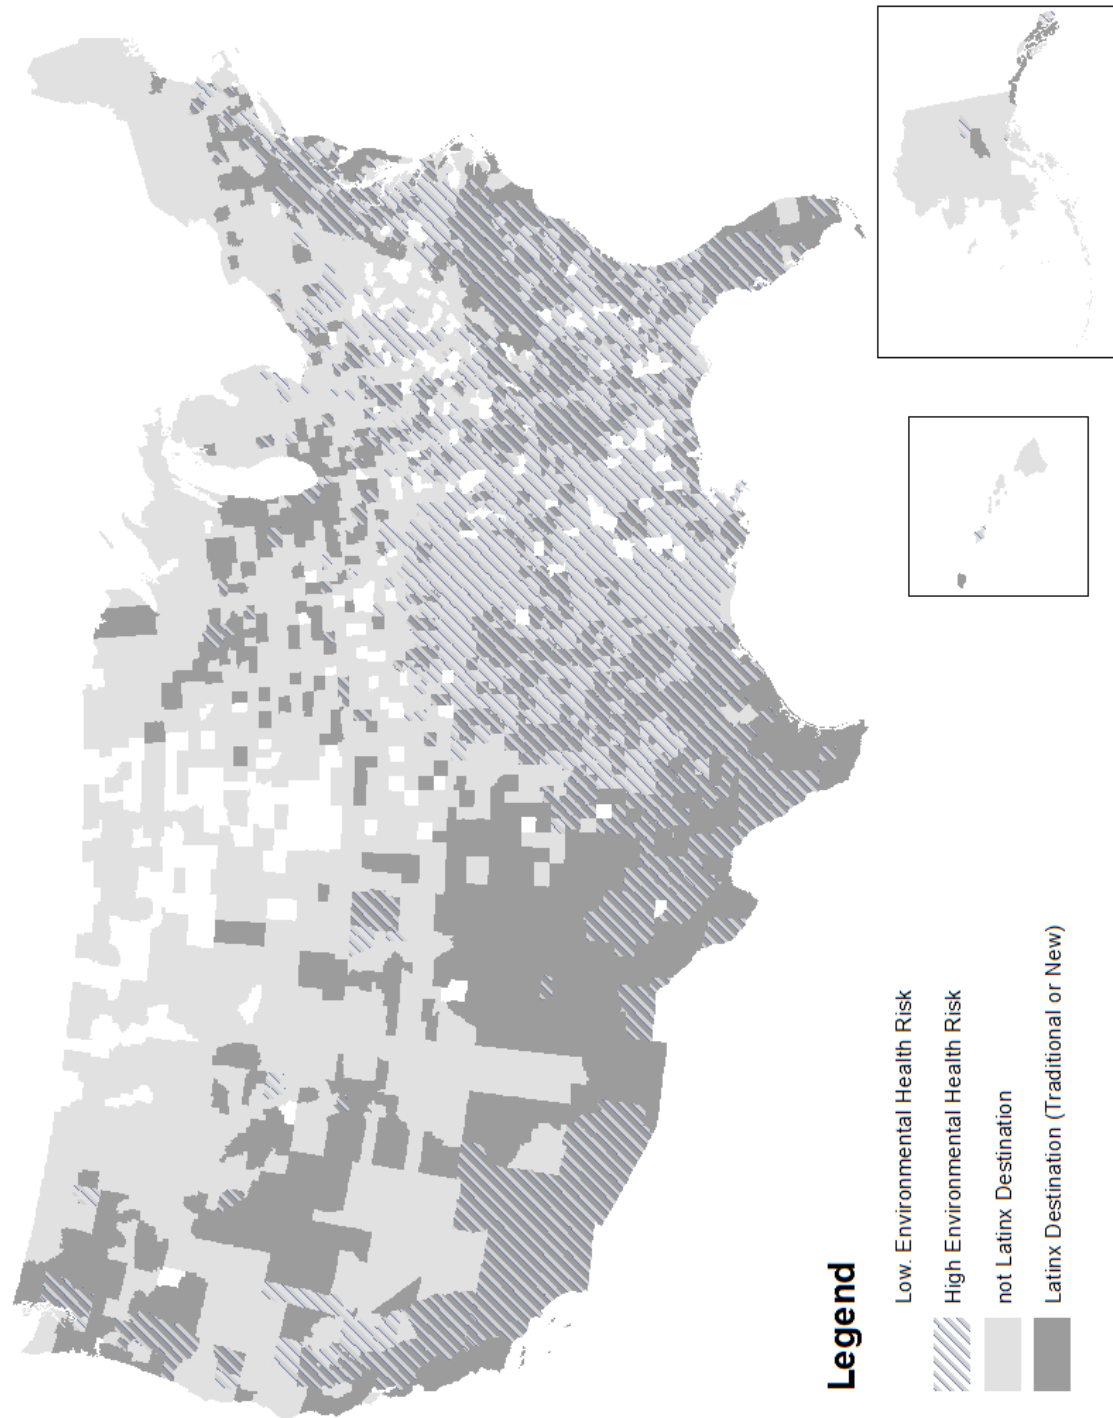 Legend
Low. Environmental Health Risk
High Environmental Health Risk
not Latinx Destination
Latinx Destination (Traditional or New)